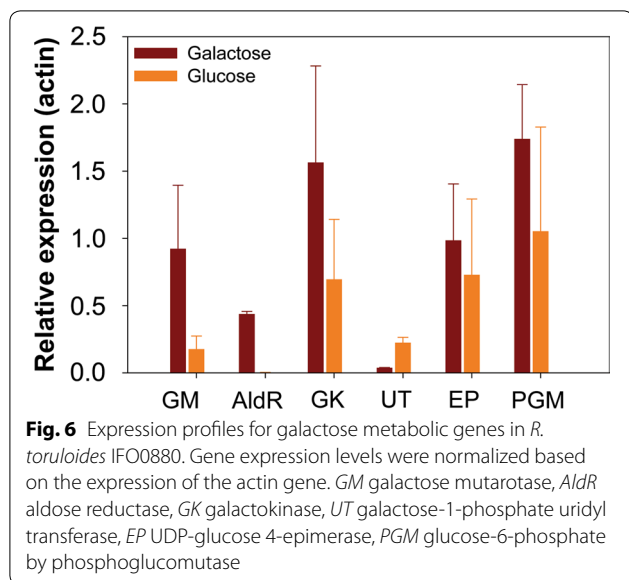 2.5
Galactose
Glucose
2.0
1.5
1.0
0.5
0.0
Relative expression (actin)
GM AldR GK UT EP PGM
Fig. 6 Expression profiles for galactose metabolic genes in R.
toruloides IFO0880. Gene expression levels were normalized based
on the expression of the actin gene. GM galactose mutarotase, AldR
aldose reductase, GK galactokinase, UT galactose-1-phosphate uridyl
transferase, EP UDP-glucose 4-epimerase, PGM glucose-6-phosphate
by phosphoglucomutase